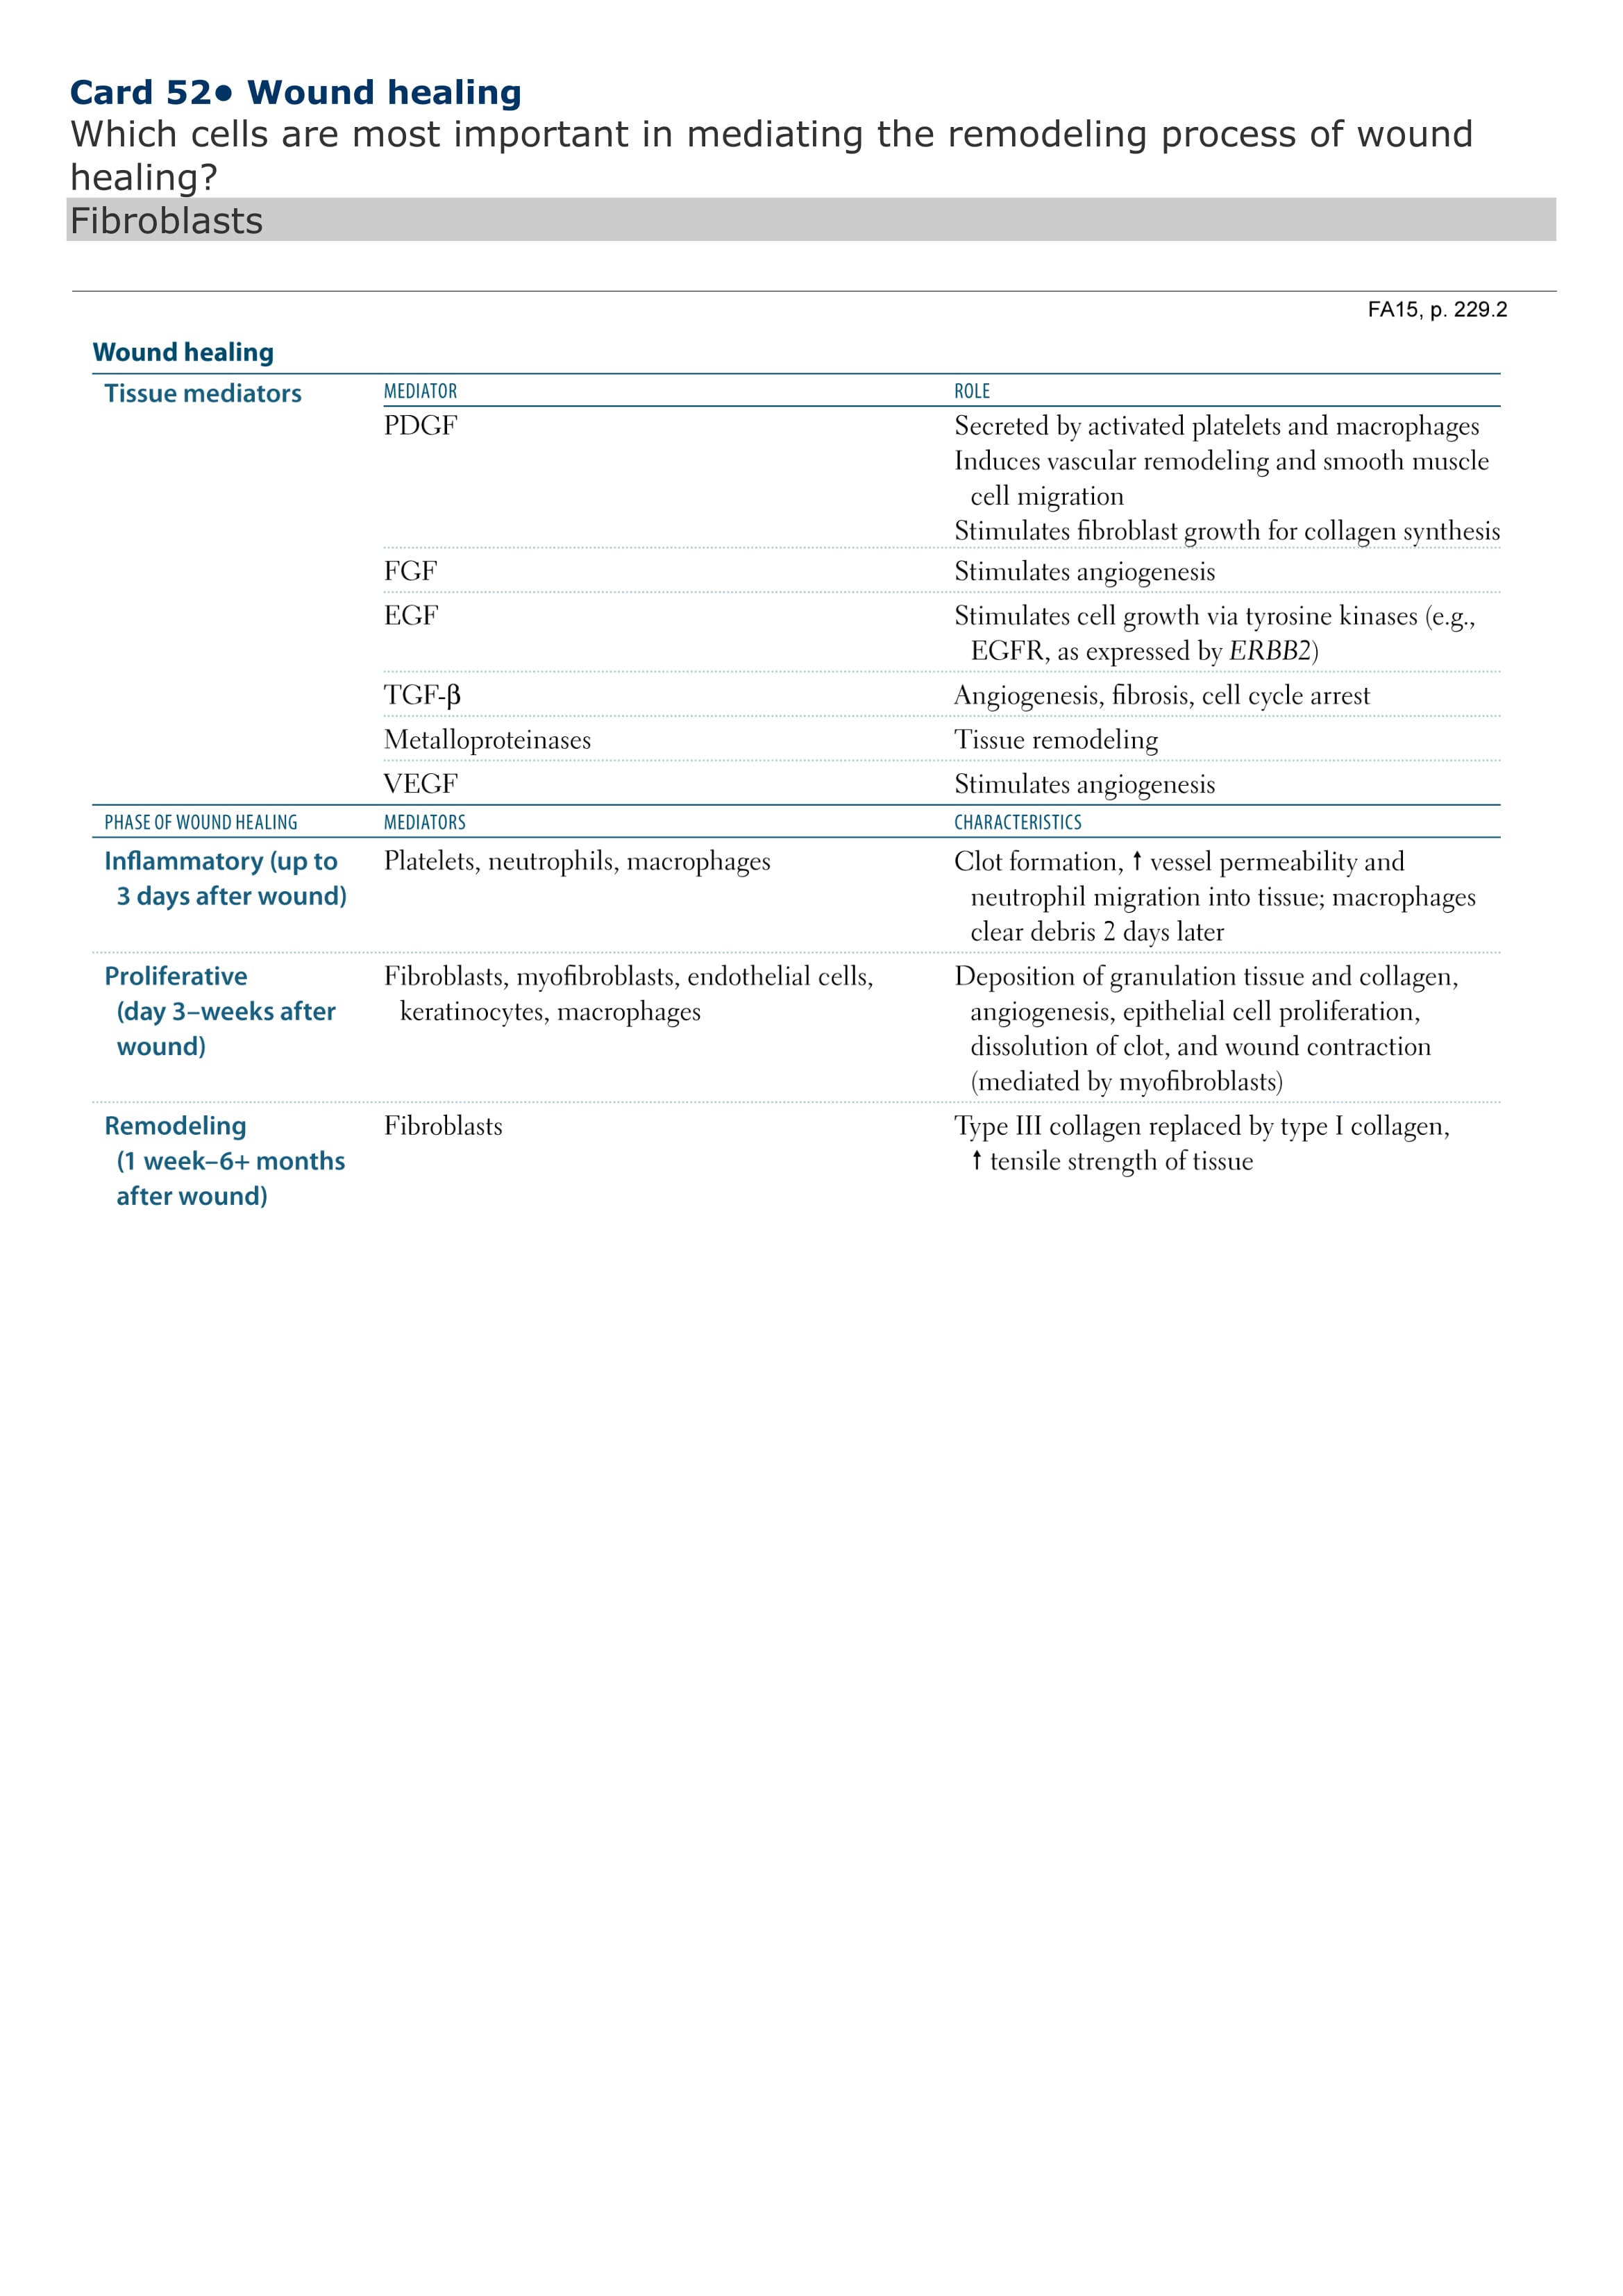 Card 52● Wound healing
Which cells are most important in mediating the remodeling process of wound
healing?
Fibroblasts
FA15, p. 229.2
Wound healing
Tissue mediators MEDIATOR ROLE
PDGF Secreted by activated platelets and macrophages
Induces vascular remodeling and smooth muscle
cell migration
Stimulates fibroblast growth for collagen synthesis
FGF Stimulates angiogenesis
EGF Stimulates cell growth via tyrosine kinases (e.g.,
EGFR, as expressed by ERBB2)
TGF-β Angiogenesis, fibrosis, cell cycle arrest
Metalloproteinases Tissue remodeling
VEGF Stimulates angiogenesis
PHASE OF WOUND HEALING MEDIATORS CHARACTERISTICS
Inflammatory (up to Platelets, neutrophils, macrophages Clot formation, ↑ vessel permeability and
3 days after wound) neutrophil migration into tissue; macrophages
clear debris 2 days later
Proliferative Fibroblasts, myofibroblasts, endothelial cells, Deposition of granulation tissue and collagen,
(day 3–weeks after keratinocytes, macrophages angiogenesis, epithelial cell proliferation,
wound) dissolution of clot, and wound contraction
(mediated by myofibroblasts)
Remodeling Fibroblasts Type III collagen replaced by type I collagen,
(1 week–6+ months ↑ tensile strength of tissue
after wound)